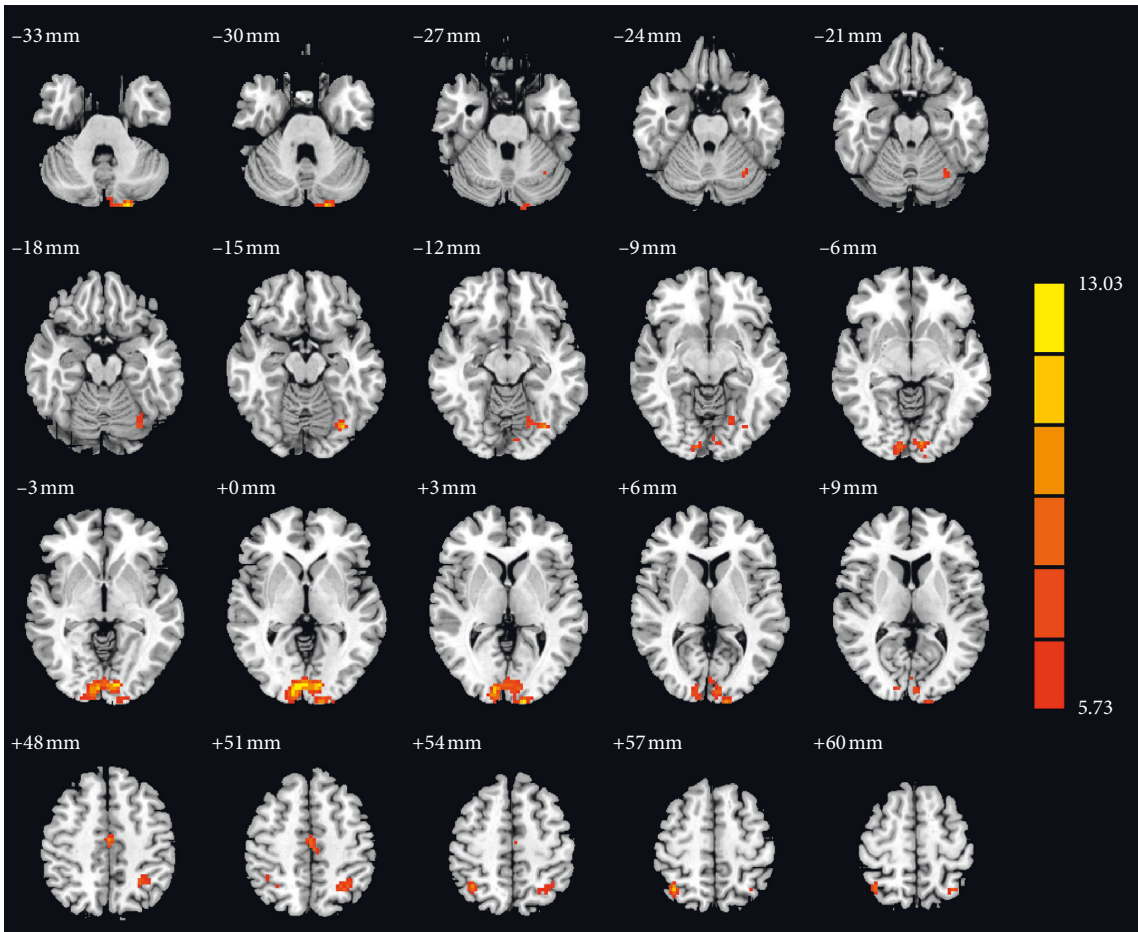 –33 mm
–30 mm
–27 mm
–24 mm
–21 mm
–18 mm
–15 mm
–12 mm
–9 mm
–6 mm
13.03
–3 mm
+0 mm
+3 mm
+6 mm
+9 mm
5.73
+48 mm
+51 mm
+54 mm
+57 mm
+60 mm